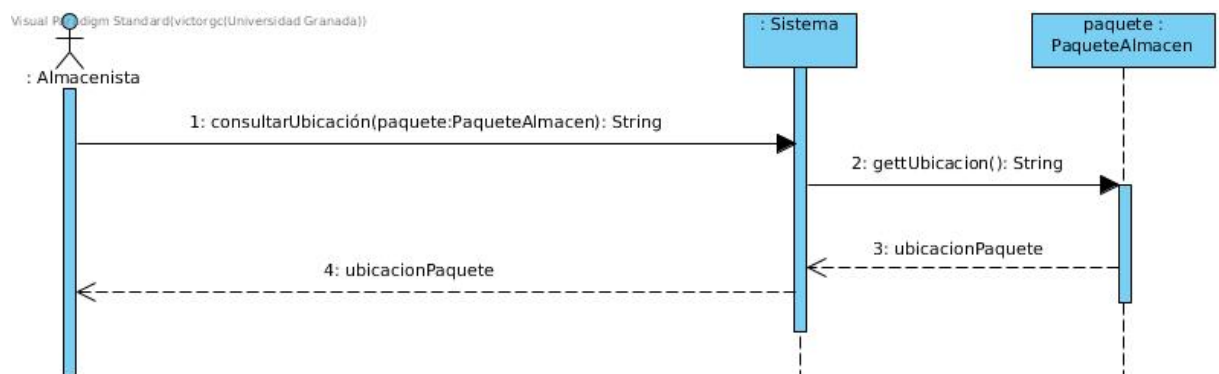 Visual Paradigm Standard(victorgc(Universidad Granada))
: Almacenista
: Sistema
paquete :
PaqueteAlmacen
1: consultarUbicación(paquete:PaqueteAlmacen): String
2: gettUbicacion(): String
3: ubicacionPaquete
4: ubicacionPaquete